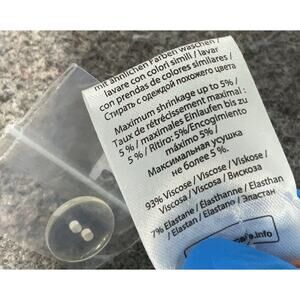 mit ähnlichen Farben waschen /
lavare con colori simili / lavar
con prendas de colores similares /
Стирать с одеждой похожего цвета
Maximum shrinkage up to 5% /
Taux de rétrécissement maximal :
5 % / maximales Einlaufen bis zu
5 % / Ritiro: 5%/Encogimiento
máximo 5% /
Максимальная усушка
не более 5 %.
93% Viscose / Viscose / Viskose /
Viscosa / Viscosa / Вискоза
7% Elastane / Elasthanne / Elasthan
/ Elastan / Elastano / Эластан
.info